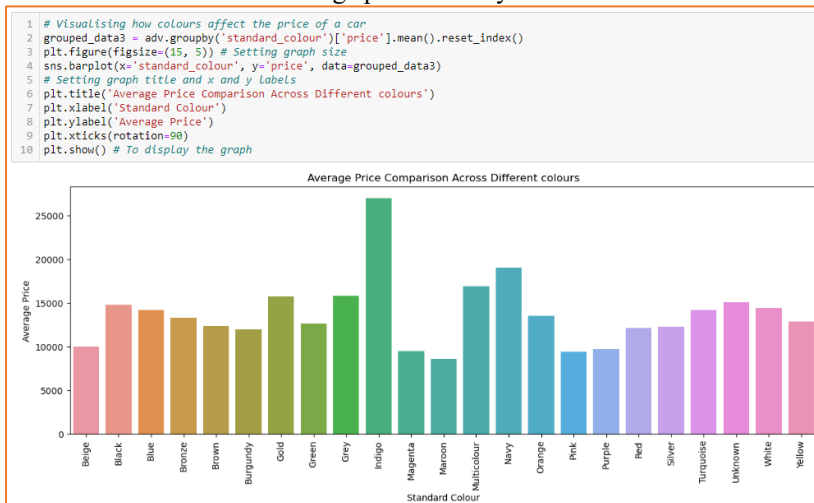 1 # Visualising how colours affect the price of a car
2 grouped_data3 = adv.groupby('standard_colour')['price'].mean().reset_index()
3 plt.figure(figsize=(15, 5)) # Setting graph size
4 sns.barplot(x='standard_colour', y='price', data=grouped_data3)
5 # Setting graph title and x and y labels
6 plt.title('Average Price Comparison Across Different colours')
7 plt.xlabel('Standard Colour')
8 plt.ylabel('Average Price')
9 plt.xticks(rotation=90)
10 plt.show() # To display the graph
Average Price Comparison Across Different colours
Average Price
25000
20000
15000
10000
5000
0
Beige
Black
Blue
Bronze
Brown
Burgundy
Gold
Green
Grey
Indigo
Magenta
Maroon
Multicolour
Navy
Orange
Pink
Purple
Red
Silver
Turquoise
Unknown
White
Yellow
Standard Colour